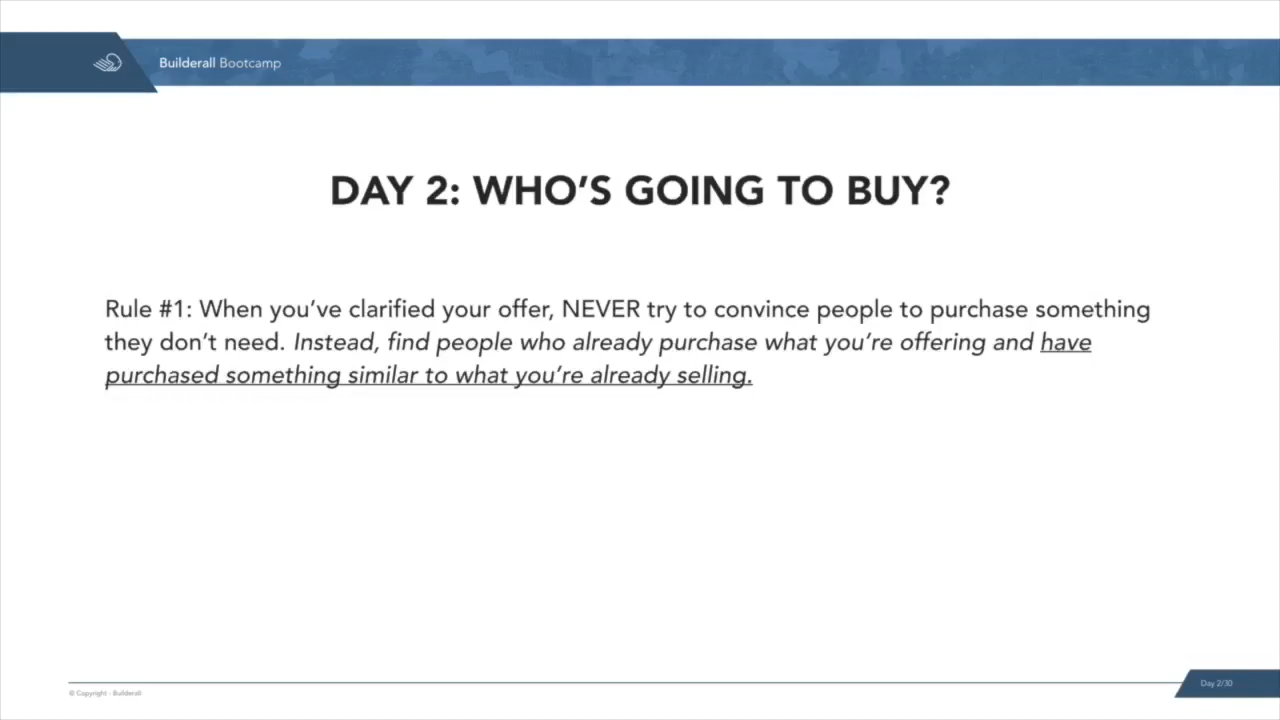 Builderall Bootcamp
DAY 2: WHO’S GOING TO BUY?
Rule #1: When you’ve clarified your offer, NEVER try to convince people to purchase something
they don’t need. Instead, find people who already purchase what you’re offering and have
purchased something similar to what you’re already selling.
© Copyright - Builderall
Day 2/30